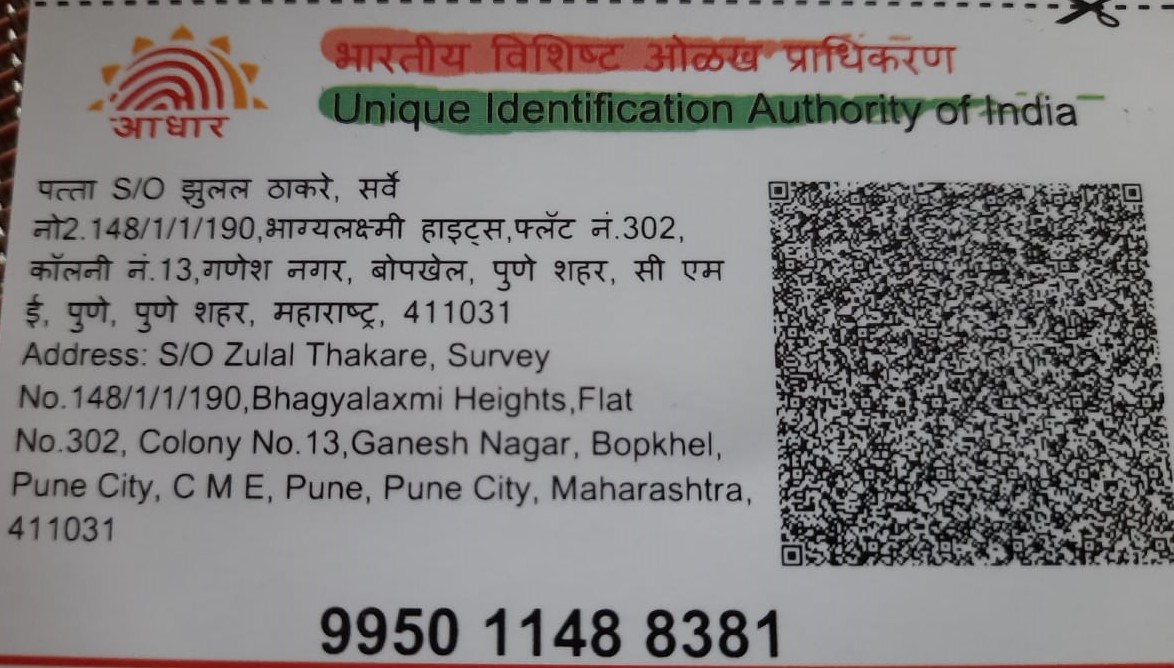 भारतीय विशिष्ट ओळख प्राधिकरण
Unique Identification Authority of India
आधार
पत्ता S/O झुलल ठाकरे, सर्वे
नो2.148/1/1/190,भाग्यलक्ष्मी हाइट्स,फ्लॅट नं.302,
कॉलनी नं.13,गणेश नगर, बोपखेल, पुणे शहर, सी एम
ई, पुणे, पुणे शहर, महाराष्ट्र, 411031
Address: S/O Zulal Thakare, Survey
No.148/1/1/190,Bhagyalaxmi Heights,Flat
No.302, Colony No.13,Ganesh Nagar, Bopkhel,
Pune City, C M E, Pune, Pune City, Maharashtra,
411031
9950 1148 8381